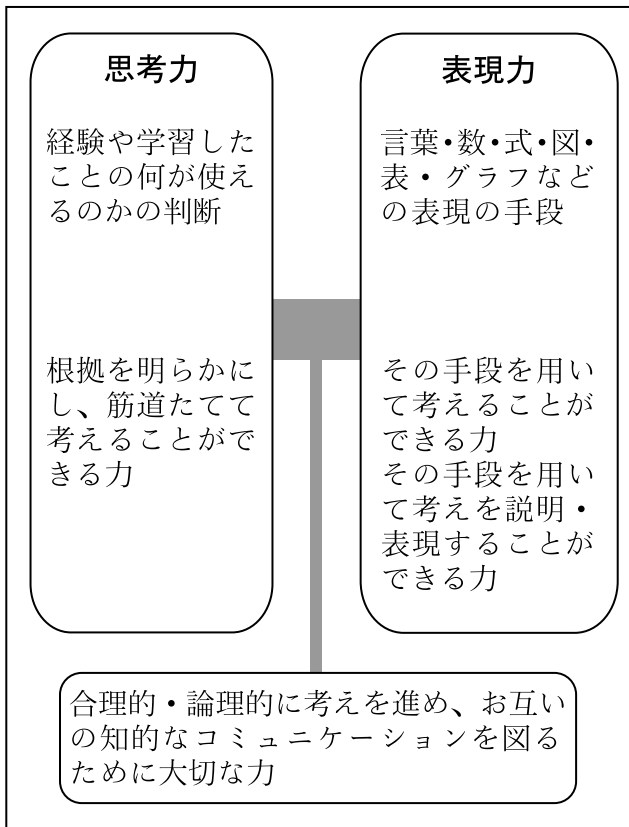 思考力
経験や学習した
ことの何が使え
るのかの判断
根拠を明らかに
し、筋道たてて
考えることがで
きる力
表現力
言葉・数・式・図・
表・グラフなど
の表現の手段
その手段を用い
て考えることが
できる力
その手段を用い
て考えを説明・
表現することが
できる力
合理的・論理的に考えを進め、お互い
の知的なコミュニケーションを図る
ために大切な力